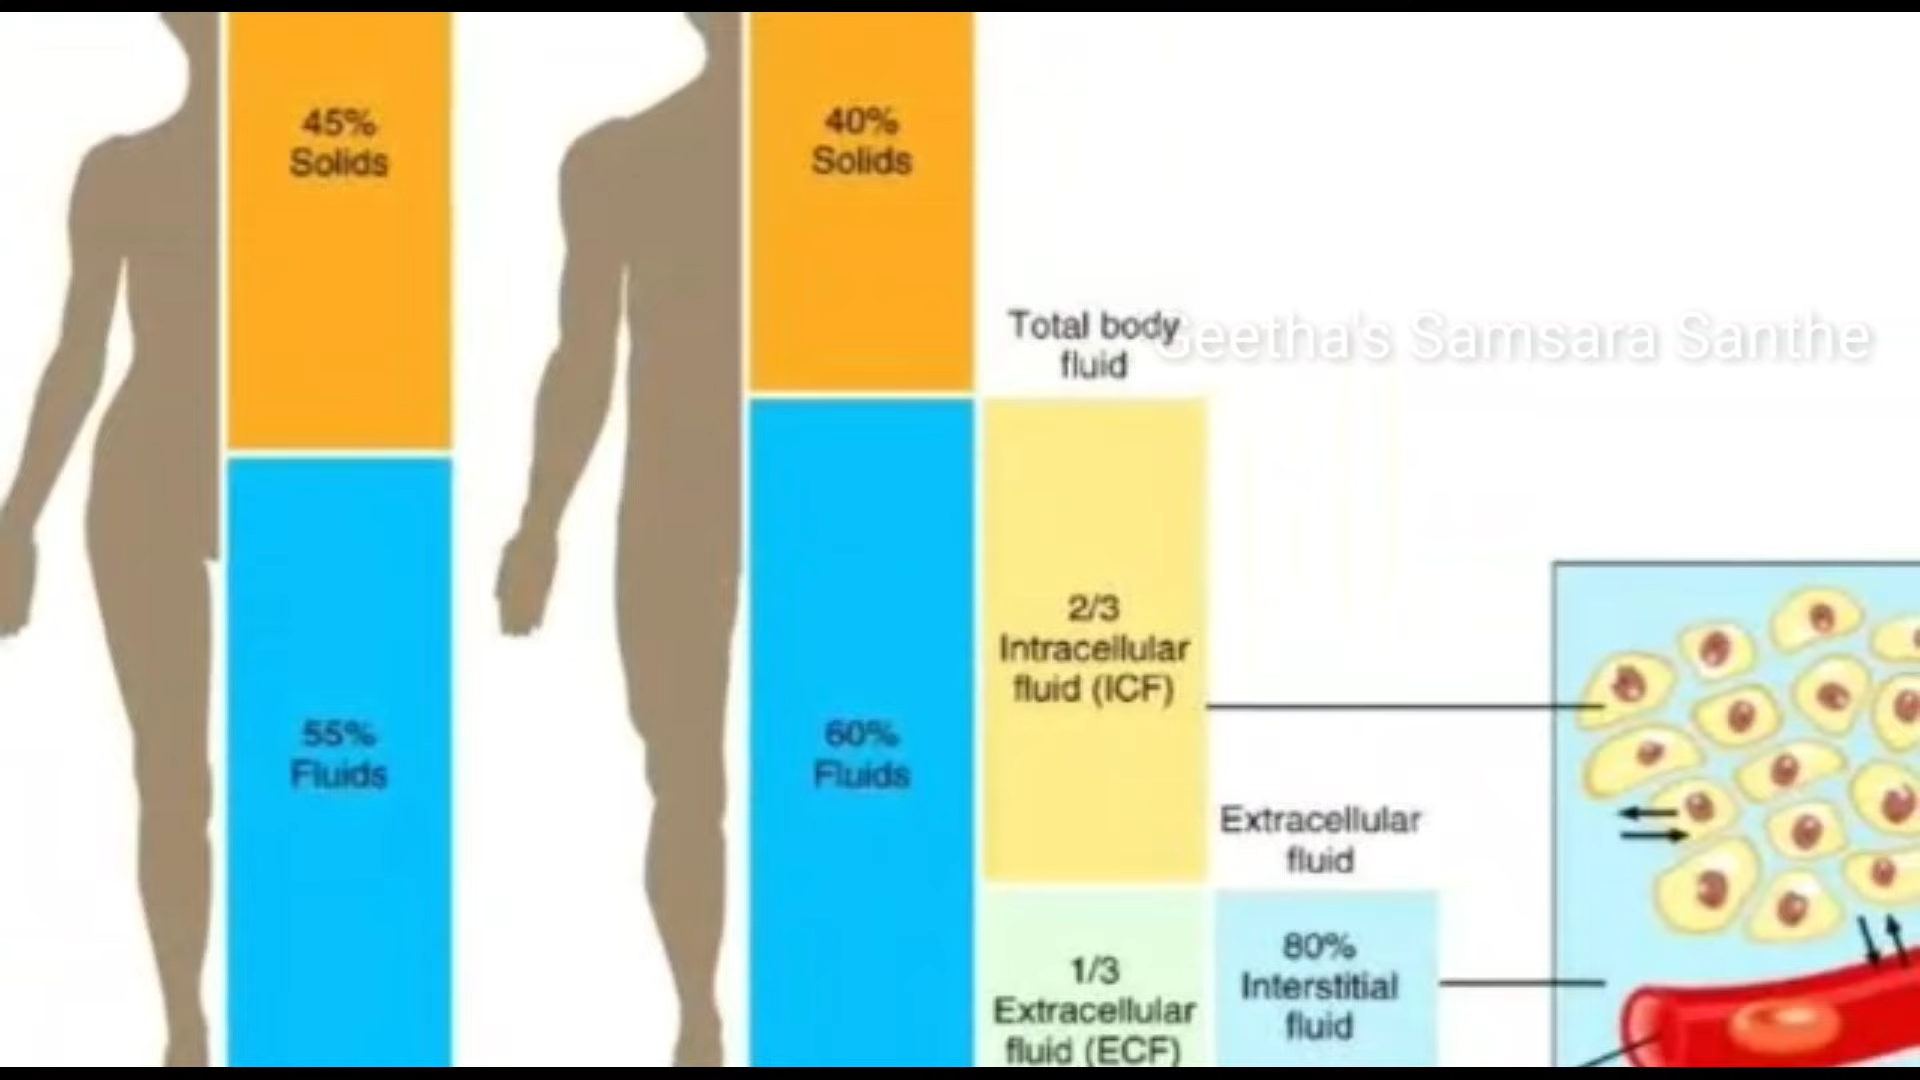 45%
Solids
40%
Solids
Total body
fluid
Geetha's Samsara Santhe
2/3
Intracellular
fluid (ICF)
55%
Fluids
60%
Fluids
Extracellular
fluid
80%
Interstitial
fluid
1/3
Extracellular
fluid (ECF)